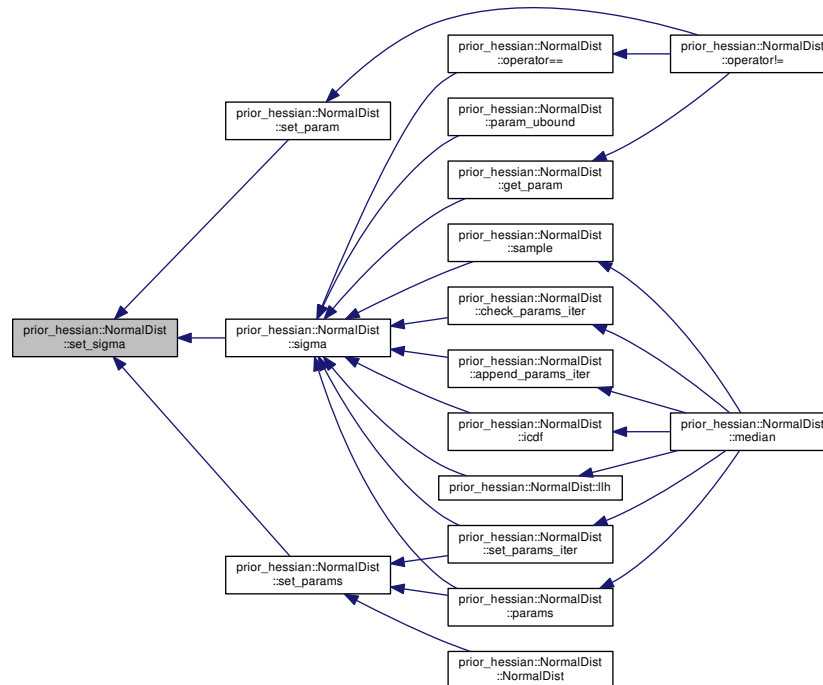 prior_hessian::NormalDist
::set_sigma
prior_hessian::NormalDist
::set_param
prior_hessian::NormalDist
::sigma
prior_hessian::NormalDist
::set_params
prior_hessian::NormalDist
::operator==
prior_hessian::NormalDist
::param_ubound
prior_hessian::NormalDist
::get_param
prior_hessian::NormalDist
::sample
prior_hessian::NormalDist
::check_params_iter
prior_hessian::NormalDist
::append_params_iter
prior_hessian::NormalDist
::icdf
prior_hessian::NormalDist::llh
prior_hessian::NormalDist
::set_params_iter
prior_hessian::NormalDist
::params
prior_hessian::NormalDist
::NormalDist
prior_hessian::NormalDist
::operator!=
prior_hessian::NormalDist
::median